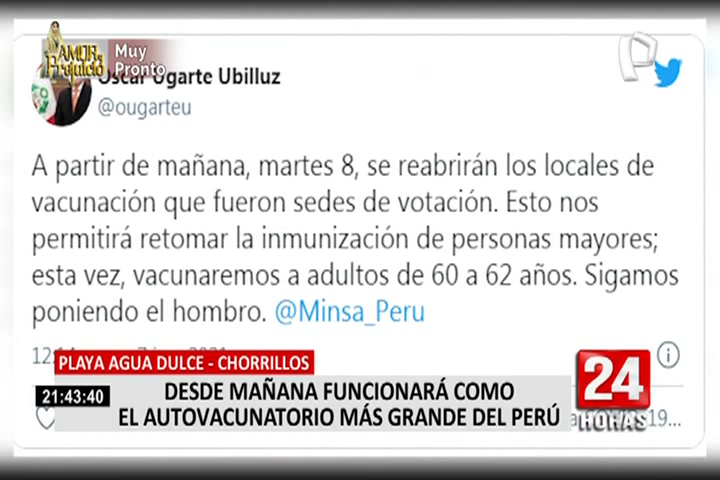 AMOR y Prejuicio
Muy
Pronto
Oscar Ugarte Ubilluz
@ougarteu
A partir de mañana, martes 8, se reabrirán los locales de
vacunación que fueron sedes de votación. Esto nos
permitirá retomar la inmunización de personas mayores;
esta vez, vacunaremos a adultos de 60 a 62 años. Sigamos
poniendo el hombro. @Minsa_Peru
PLAYA AGUA DULCE - CHORRILLOS
21:43:40
DESDE MAÑANA FUNCIONARÁ COMO
EL AUTOVACUNATORIO MÁS GRANDE DEL PERÚ
24
HORAS
19...